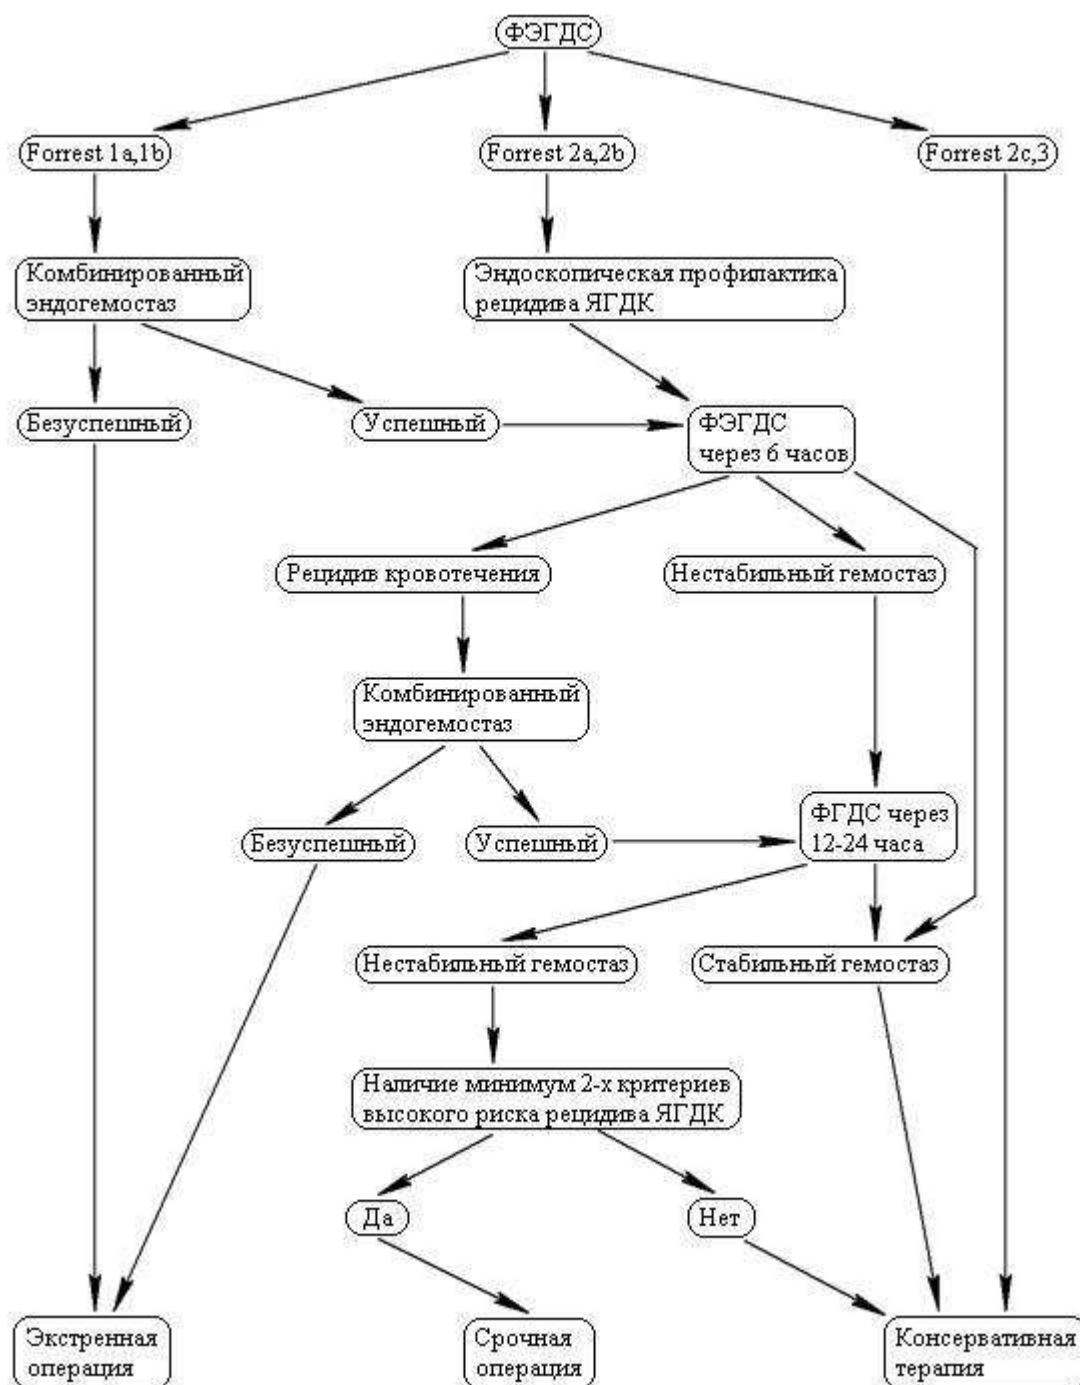 ФЭГДС
Forrest 1a,1b
Forrest 2a,2b
Forrest 2c,3
Комбинированный
эндогемостаз
Эндоскопическая профилактика
рецидива ЯГДК
Безуспешный
Успешный
ФЭГДС
через 6 часов
Рецидив кровотечения
Нестабильный гемостаз
Комбинированный
эндогемостаз
Безуспешный
Успешный
ФГДС через
12-24 часа
Нестабильный гемостаз
Стабильный гемостаз
Наличие минимум 2-х критериев
высокого риска рецидива ЯГДК
Да
Нет
Экстренная
операция
Срочная
операция
Консервативная
терапия